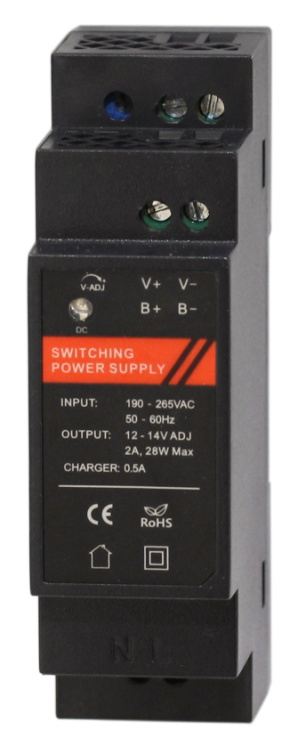 V-ADJ V+ V−
B+ B−
DC
SWITCHING
POWER SUPPLY
INPUT: 190 - 265VAC
50 - 60Hz
OUTPUT: 12 - 14V ADJ
2A, 28W Max
CHARGER: 0.5A
CE RoHS
N L